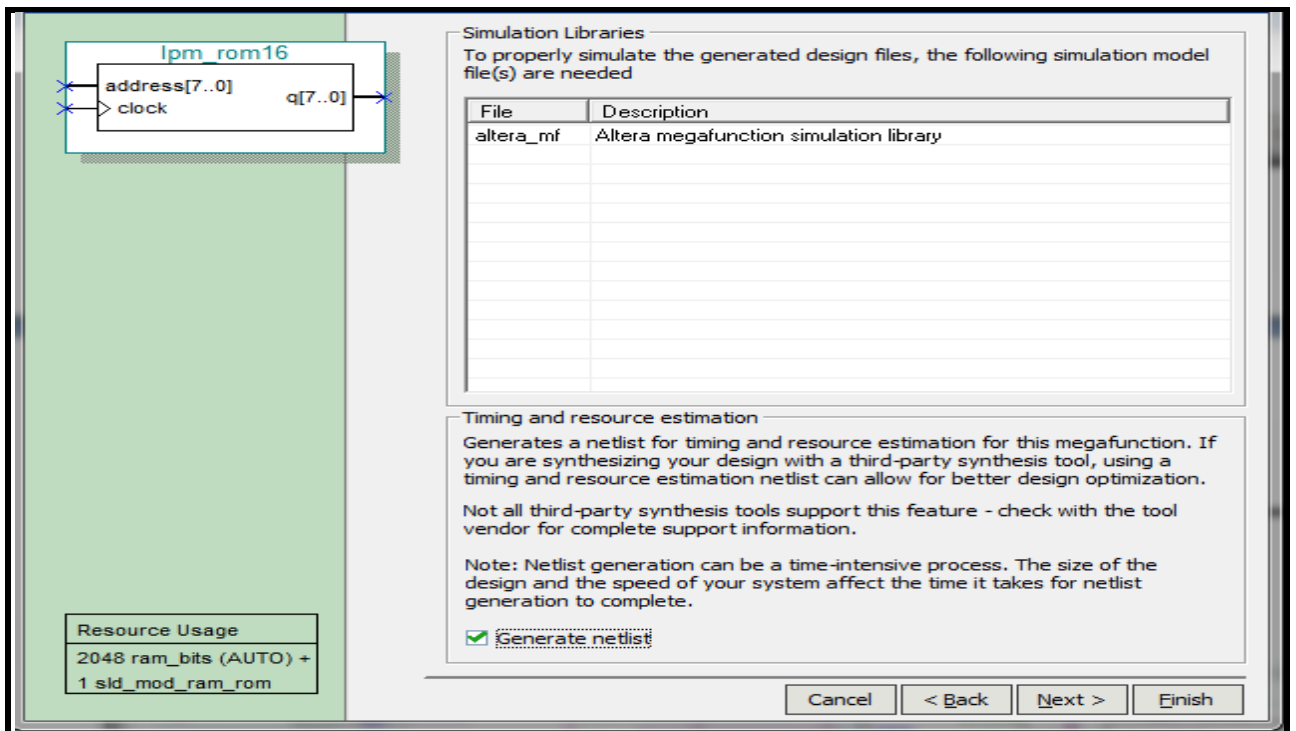 lpm_rom16
address[7..0]
q[7..0]
clock
Resource Usage
2048 ram_bits (AUTO) +
1 sld_mod_ram_rom
Simulation Libraries
To properly simulate the generated design files, the following simulation model
file(s) are needed
File Description
altera_mf Altera megafunction simulation library
Timing and resource estimation
Generates a netlist for timing and resource estimation for this megafunction. If
you are synthesizing your design with a third-party synthesis tool, using a
timing and resource estimation netlist can allow for better design optimization.
Not all third-party synthesis tools support this feature - check with the tool
vendor for complete support information.
Note: Netlist generation can be a time-intensive process. The size of the
design and the speed of your system affect the time it takes for netlist
generation to complete.
Generate netlist
Cancel < Back Next > Finish